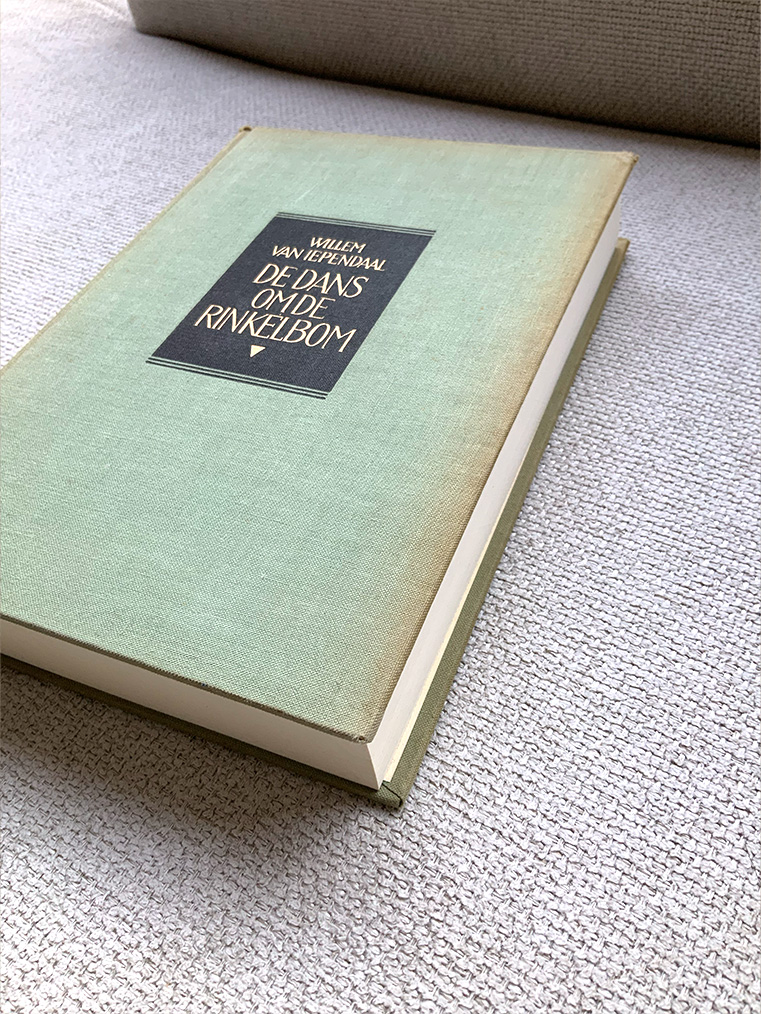 WILLEM
VAN IEPENDAAL
DE DANS
OM DE
RINKELBOM